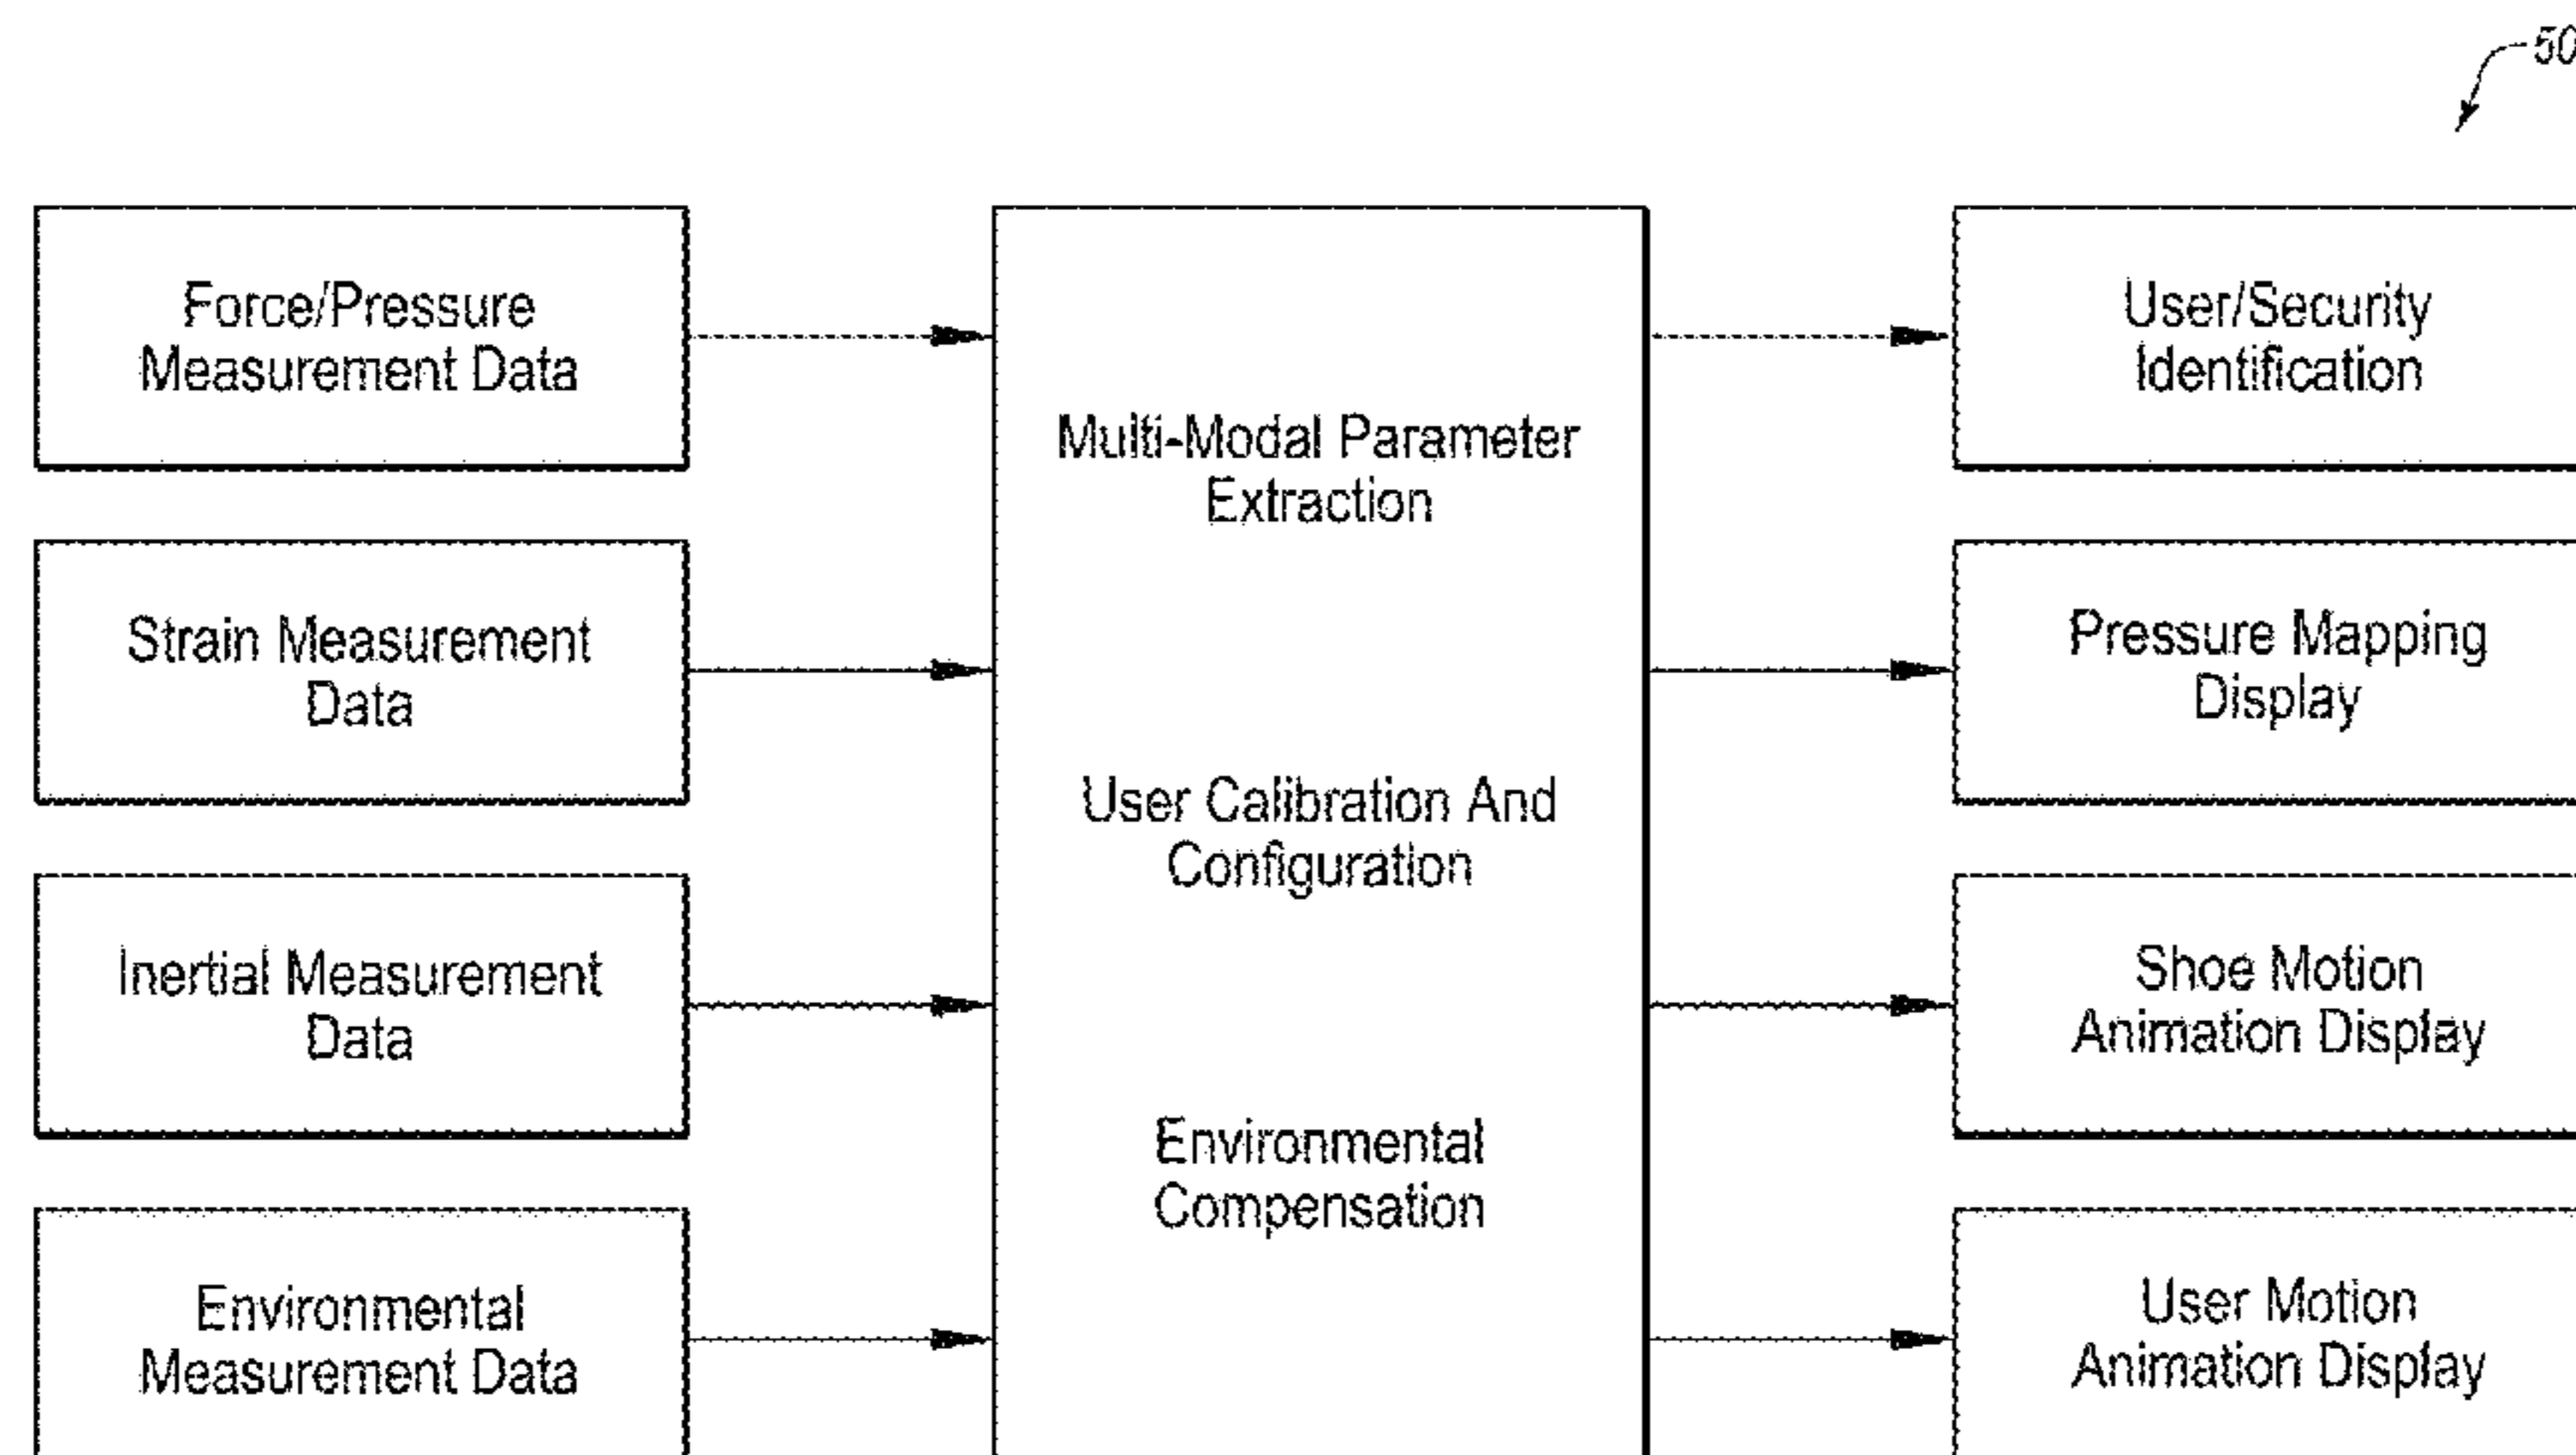 50
Force/Pressure
Measurement Data
Strain Measurement
Data
Inertial Measurement
Data
Environmental
Measurement Data
Multi-Modal Parameter
Extraction
User Calibration And
Configuration
Environmental
Compensation
User/Security
Identification
Pressure Mapping
Display
Shoe Motion
Animation Display
User Motion
Animation Display